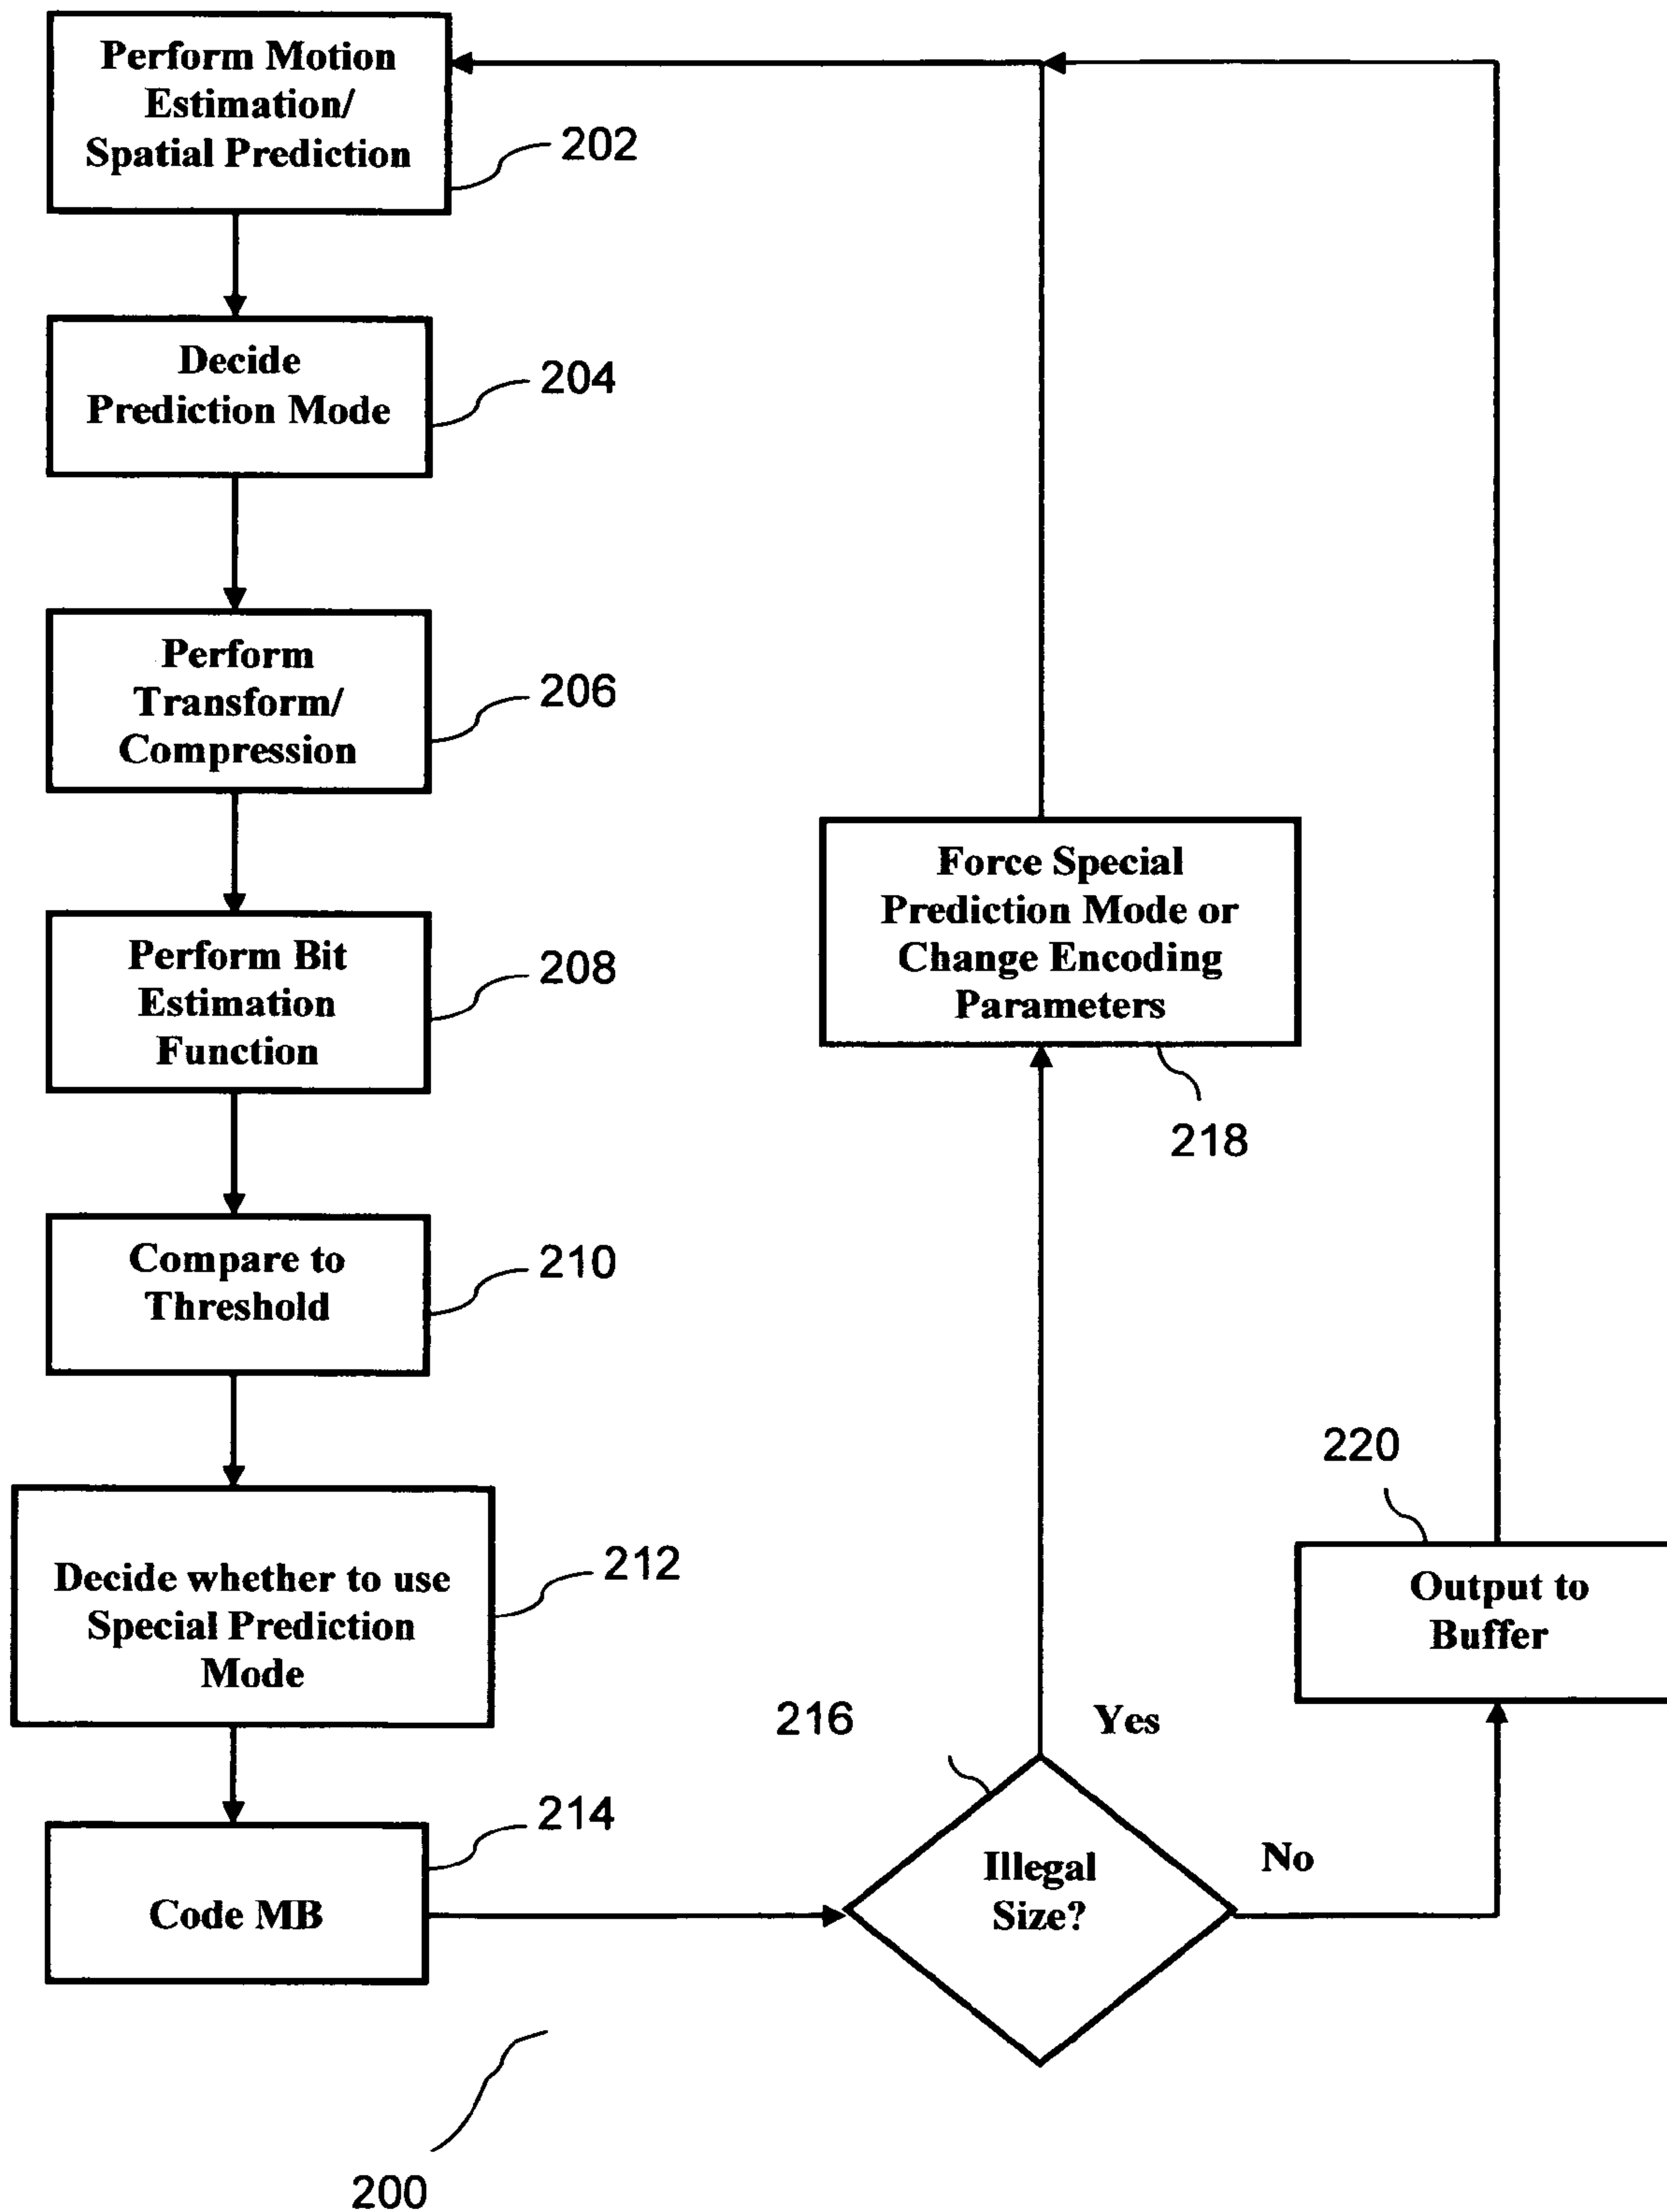 Perform Motion
Estimation/
Spatial Prediction
202
Decide
Prediction Mode
204
Perform
Transform/
Compression
206
Perform Bit
Estimation
Function
208
Compare to
Threshold
210
Decide whether to use
Special Prediction
Mode
212
Code MB
214
Illegal
Size?
216
Yes
No
Force Special
Prediction Mode or
Change Encoding
Parameters
218
Output to
Buffer
220
200